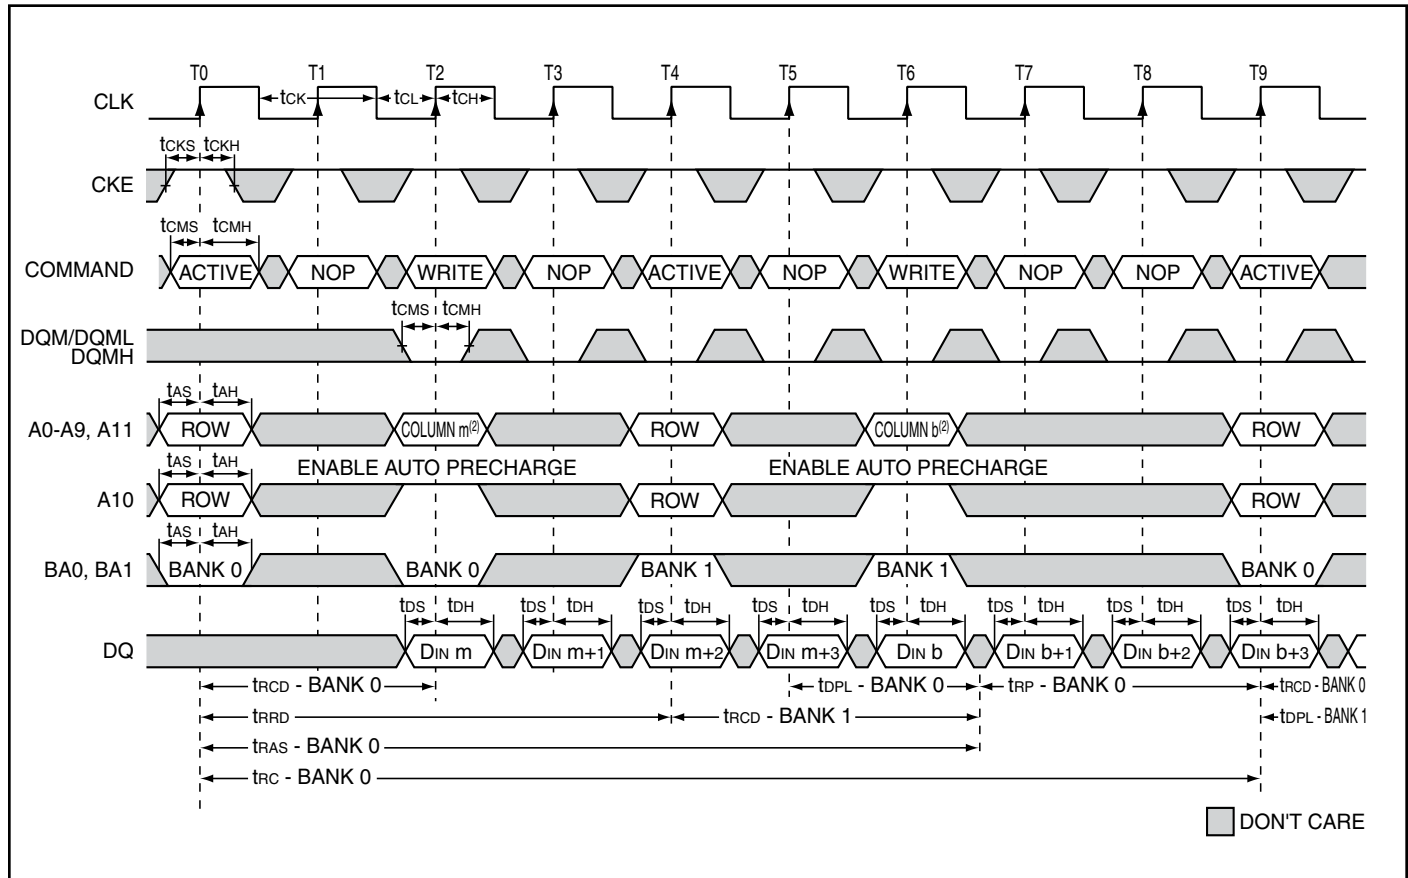 T0 T1 T2 T3 T4 T5 T6 T7 T8 T9
CLK tCK tCL tCH
tCKS tCKH
CKE
tCMS tCMH
COMMAND ACTIVE NOP WRITE NOP ACTIVE NOP WRITE NOP NOP ACTIVE
tCMS tCMH
DQM/DQML
DQMH
tAS tAH
A0-A9, A11 ROW COLUMN m(2) ROW COLUMN b(2) ROW
tAS tAH ENABLE AUTO PRECHARGE ENABLE AUTO PRECHARGE
A10 ROW ROW ROW
tAS tAH
BA0, BA1 BANK 0 BANK 0 BANK 1 BANK 1 BANK 0
tDS tDH tDS tDH tDS tDH tDS tDH tDS tDH tDS tDH tDS tDH tDS tDH
DQ DIN m DIN m+1 DIN m+2 DIN m+3 DIN b DIN b+1 DIN b+2 DIN b+3
tRCD - BANK 0 tDPL - BANK 0 tRP - BANK 0 tRCD - BANK 0
tRRD tRCD - BANK 1 tDPL - BANK 1
tRAS - BANK 0
tRC - BANK 0
DON'T CARE